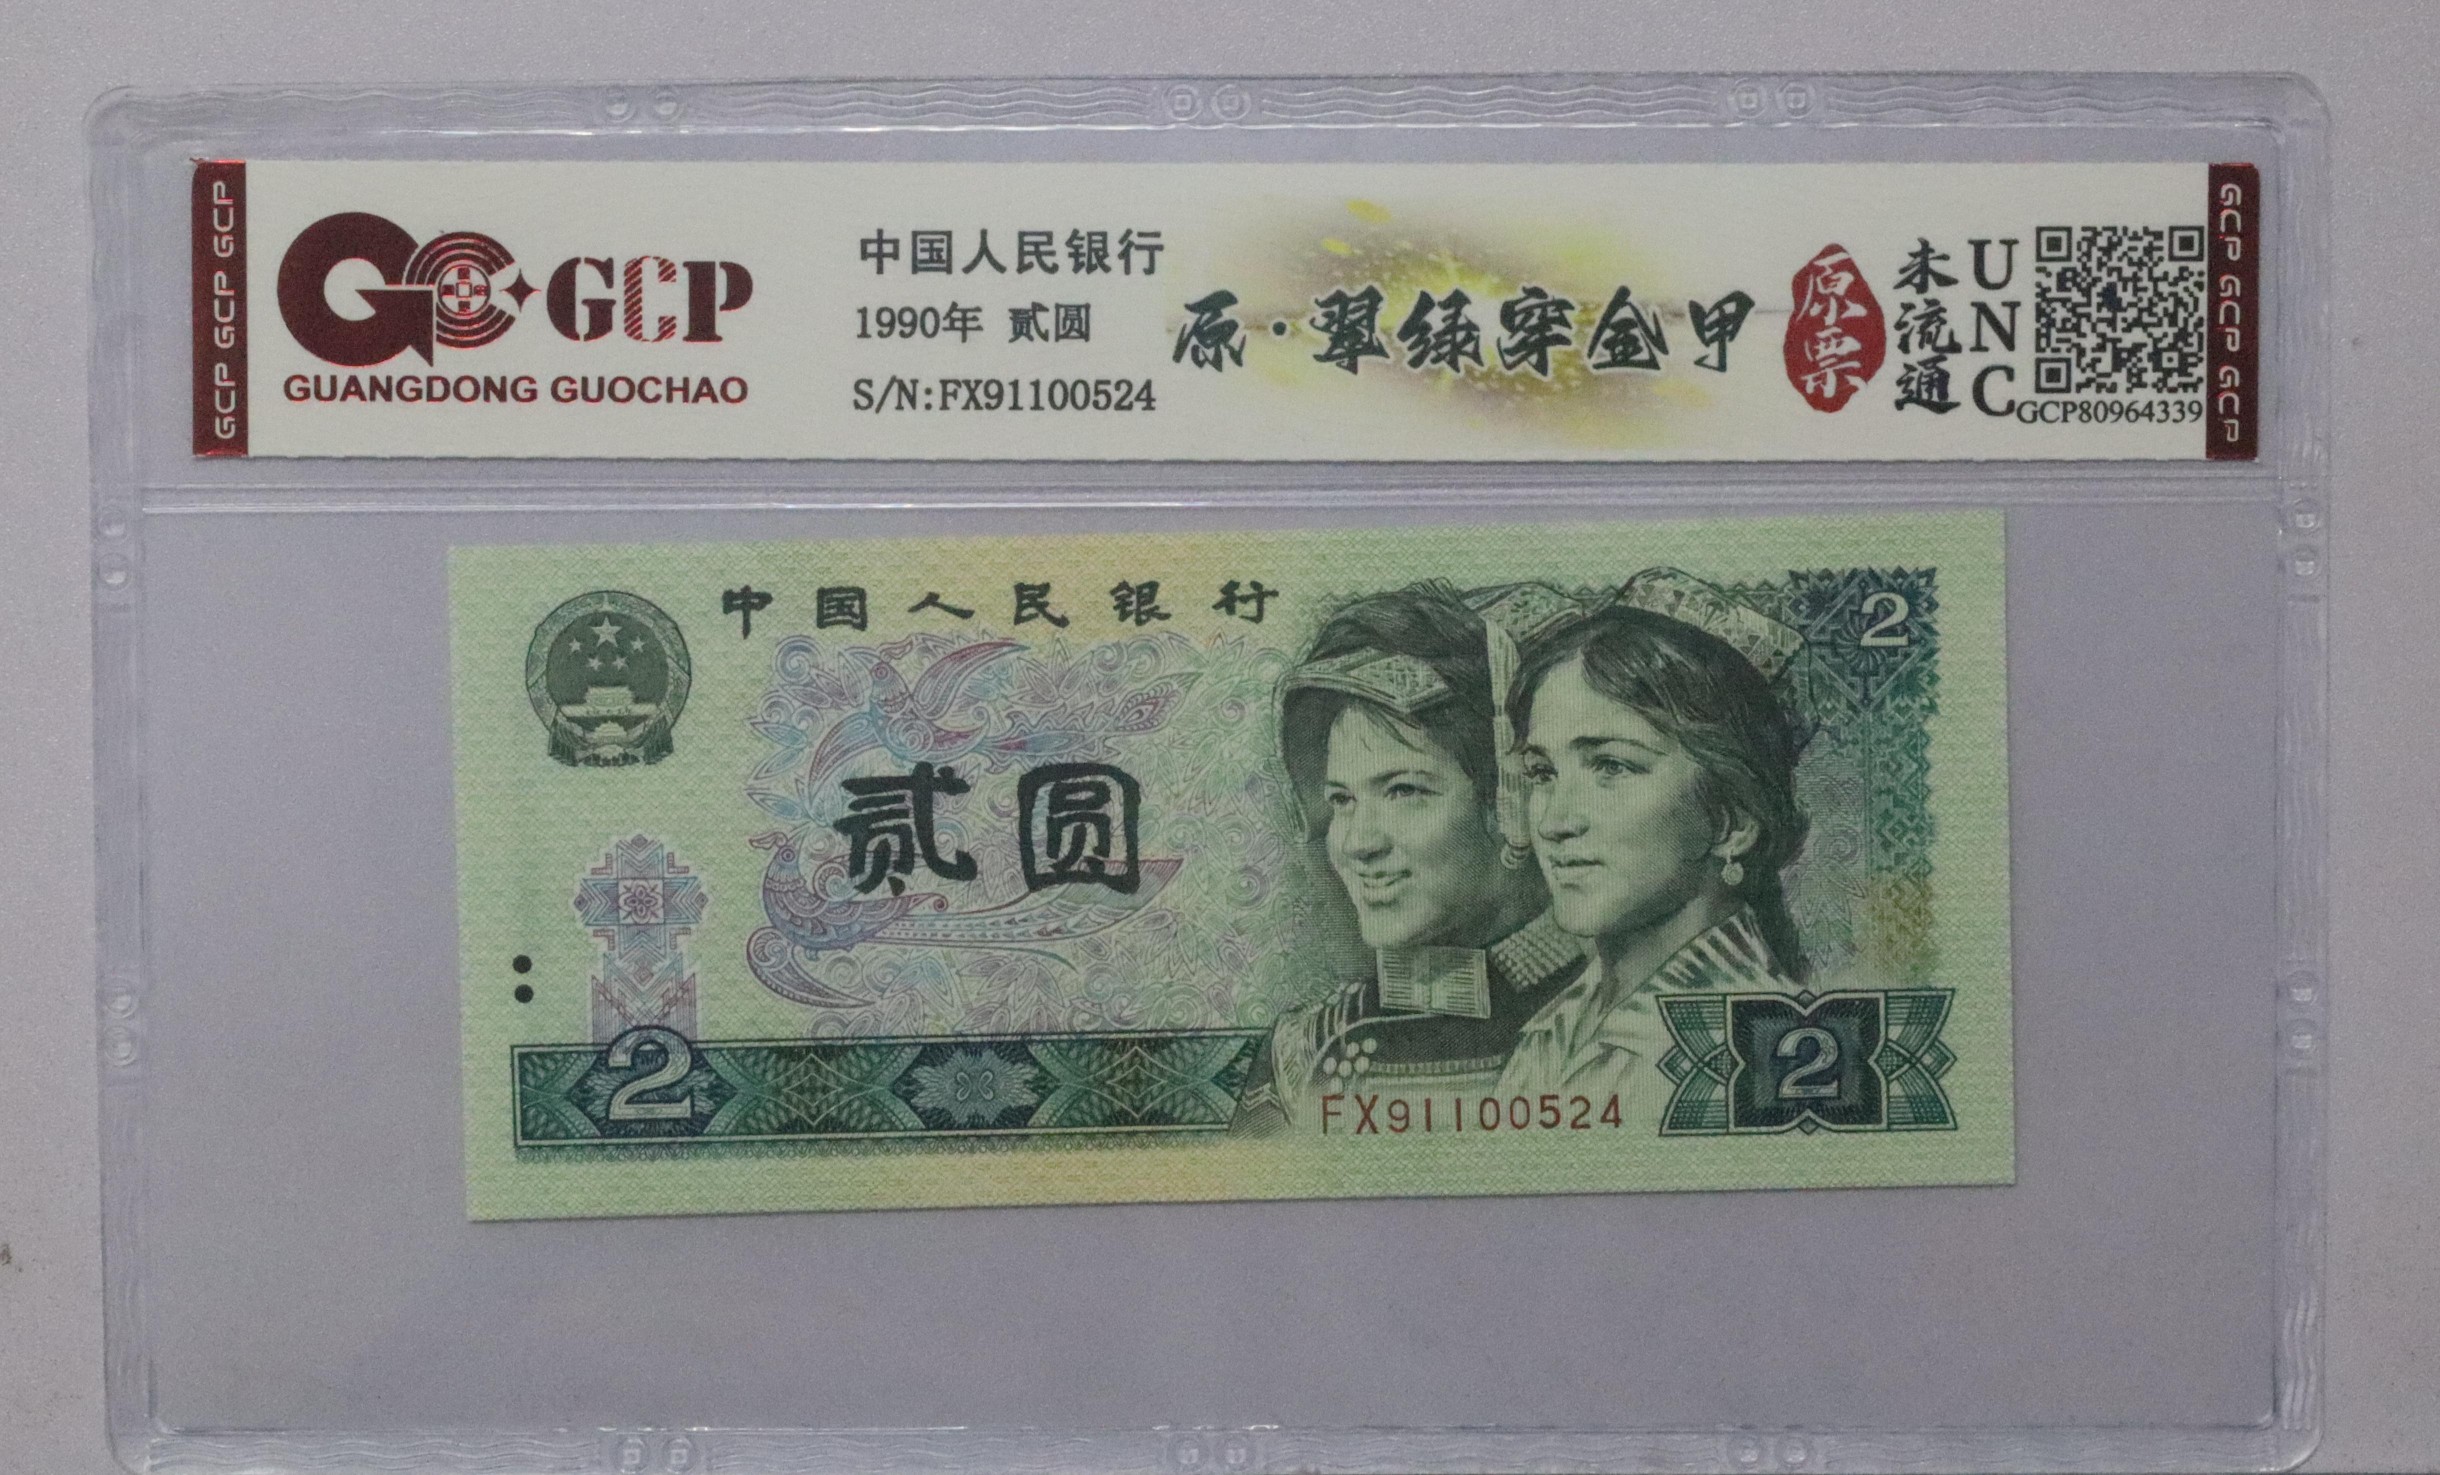 GCP GCP GCP
GCP
GUANGDONG GUOCHAO
中国人民银行
1990年 贰圆
S/N:FX91100524
原·翠绿穿金甲
原票
未流通
UNC
GCP80964339
GCP GCP GCP
中国人民银行
2
贰圆
2
2
FX91100524